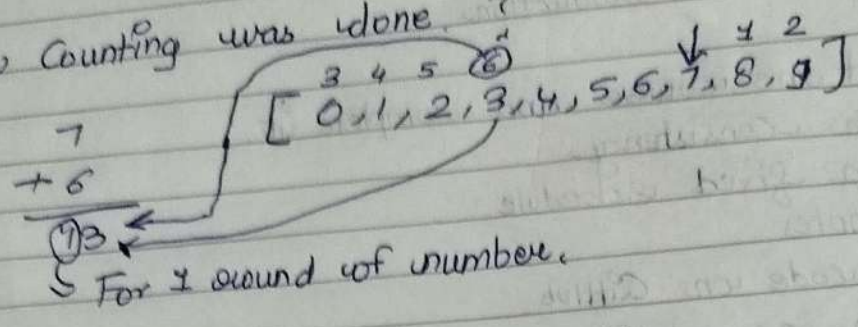 Counting was done
3 4 5 6 1 2
[ 0, 1, 2, 3, 4, 5, 6, 7, 8, 9 ]
7
+ 6
13
For 1 round of number.